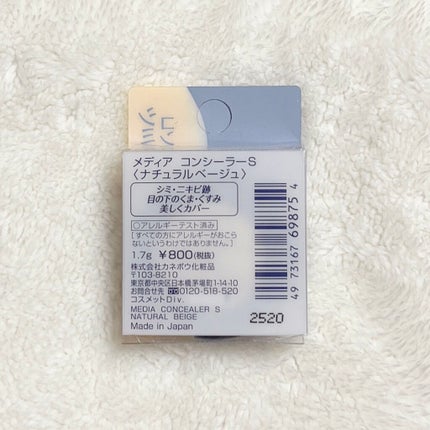 コン
シミ
メディア コンシーラーS
〈ナチュラルベージュ〉
シミ・ニキビ跡
目の下のくま・くすみ
美しくカバー
〇アレルギーテスト済み
［すべての方にアレルギーがおこら
ないというわけではありません。］
1.7g ¥800(税抜)
株式会社カネボウ化粧品
〒103-8210
東京都中央区日本橋茅場町1-14-10
お問合せ先 0120-518-520
コスメットDiv.
MEDIA CONCEALER S
NATURAL BEIGE
Made in Japan
4 973167 698754
2520